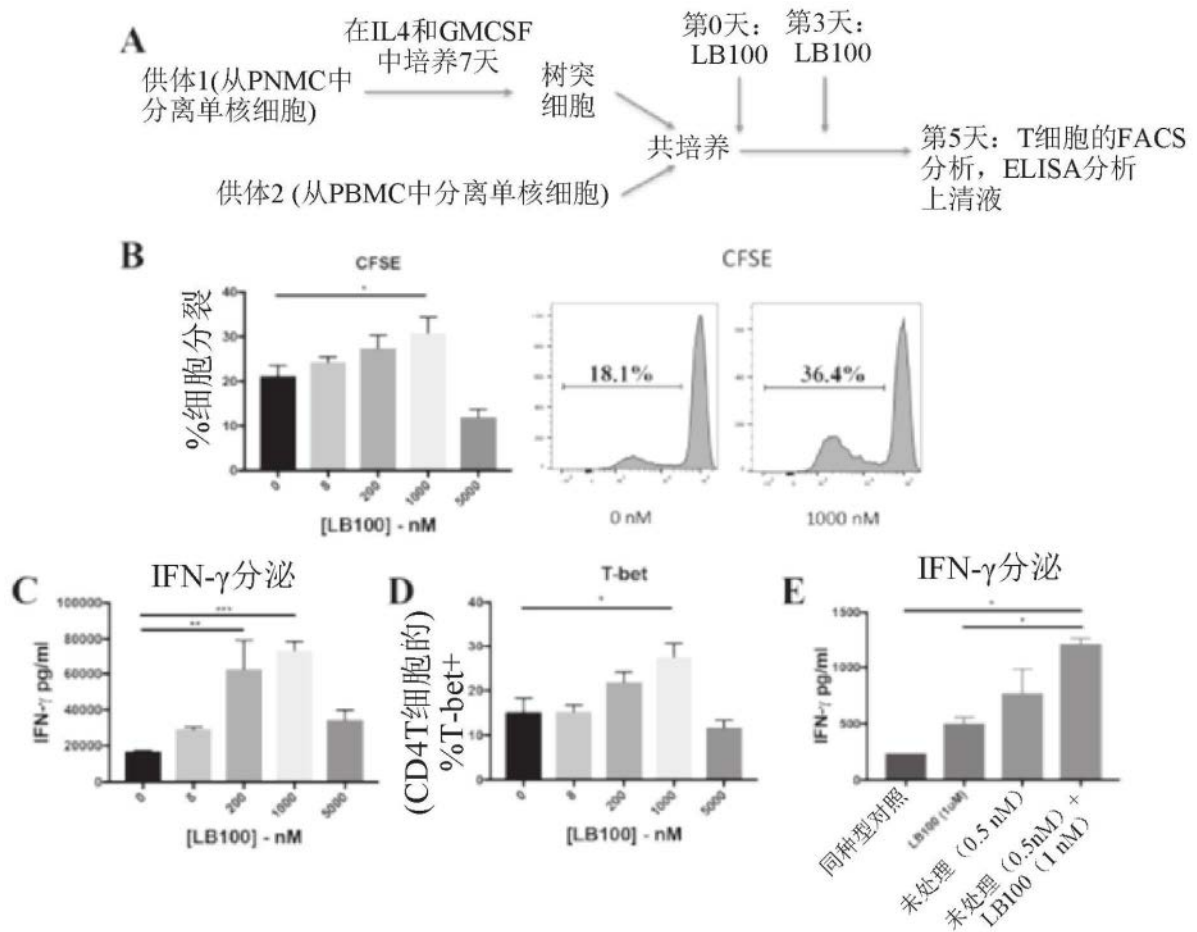 A
供体1(从PNMC中
分离单核细胞)
在IL4和GMCSF
中培养7天
树突
细胞
第0天：
LB100
第3天：
LB100
共培养
供体2 (从PBMC中分离单核细胞)
第5天：T细胞的FACS
分析，ELISA分析
上清液
B
CFSE
%细胞分裂
40
30
20
10
0
*
0
8
200
1000
5000
[LB100] - nM
CFSE
18.1%
0 nM
36.4%
1000 nM
C
IFN-γ分泌
IFN-γ pg/ml
100000
80000
60000
40000
20000
0
***
**
0
8
200
1000
5000
[LB100] - nM
D
T-bet
(CD4T细胞的)
%T-bet+
40
30
20
10
0
*
0
8
200
1000
5000
[LB100] - nM
E
IFN-γ分泌
IFN-γ pg/ml
1500
1000
500
0
*
*
同种型对照
LB100 (1uM)
未处理（0.5 nM）
未处理（0.5nM）+
LB100（1 nM）